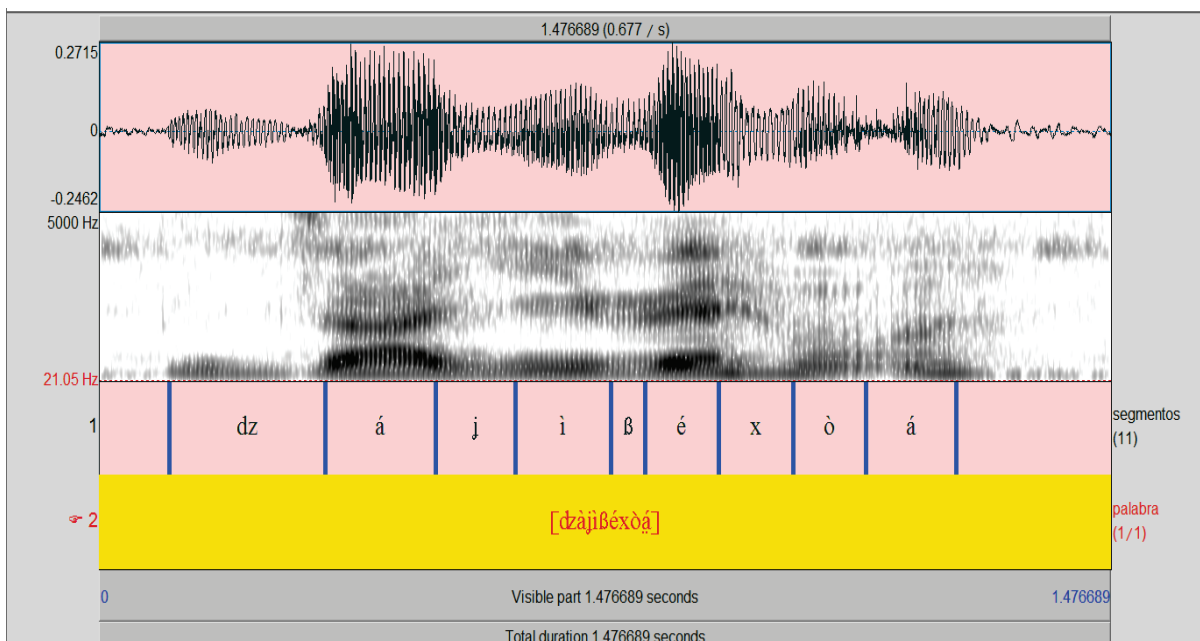 1.476689 (0.677 / s)
0.2715
0
-0.2462
5000 Hz
21.05 Hz
1 dz á ʝ ì ß é x ò á segmentos
(11)
☞ 2 [dzàʝìßéxòá̤] palabra
(1/1)
0 Visible part 1.476689 seconds 1.476689
Total duration 1.476689 seconds